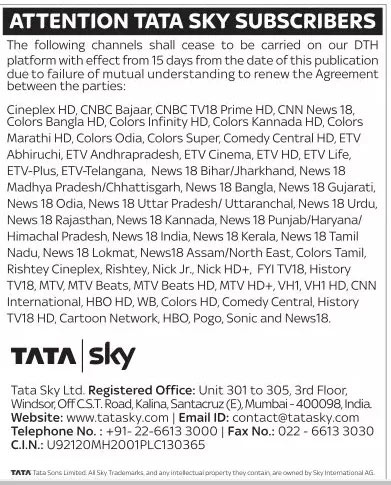 ATTENTION TATA SKY SUBSCRIBERS
The following channels shall cease to be carried on our DTH
platform with effect from 15 days from the date of this publication
due to failure of mutual understanding to renew the Agreement
between the parties:
Cineplex HD, CNBC Bajaar, CNBC TV18 Prime HD, CNN News 18,
Colors Bangla HD, Colors Infinity HD, Colors Kannada HD, Colors
Marathi HD, Colors Odia, Colors Super, Comedy Central HD, ETV
Abhiruchi, ETV Andhrapradesh, ETV Cinema, ETV HD, ETV Life,
ETV-Plus, ETV-Telangana, News 18 Bihar/Jharkhand, News 18
Madhya Pradesh/Chhattisgarh, News 18 Bangla, News 18 Gujarati,
News 18 Odia, News 18 Uttar Pradesh/ Uttaranchal, News 18 Urdu,
News 18 Rajasthan, News 18 Kannada, News 18 Punjab/Haryana/
Himachal Pradesh, News 18 India, News 18 Kerala, News 18 Tamil
Nadu, News 18 Lokmat, News18 Assam/North East, Colors Tamil,
Rishtey Cineplex, Rishtey, Nick Jr., Nick HD+, FYI TV18, History
TV18, MTV, MTV Beats, MTV Beats HD, MTV HD+, VH1, VH1 HD, CNN
International, HBO HD, WB, Colors HD, Comedy Central, History
TV18 HD, Cartoon Network, HBO, Pogo, Sonic and News18.
TATA sky
Tata Sky Ltd. Registered Office: Unit 301 to 305, 3rd Floor,
Windsor, Off C.S.T. Road, Kalina, Santacruz (E), Mumbai - 400098, India.
Website: www.tatasky.com | Email ID: contact@tatasky.com
Telephone No. : +91- 22-6613 3000 | Fax No.: 022 - 6613 3030
C.I.N.: U92120MH2001PLC130365
TATA Tata Sons Limited. All Sky Trademarks, and any intellectual property they contain, are owned by Sky International AG.